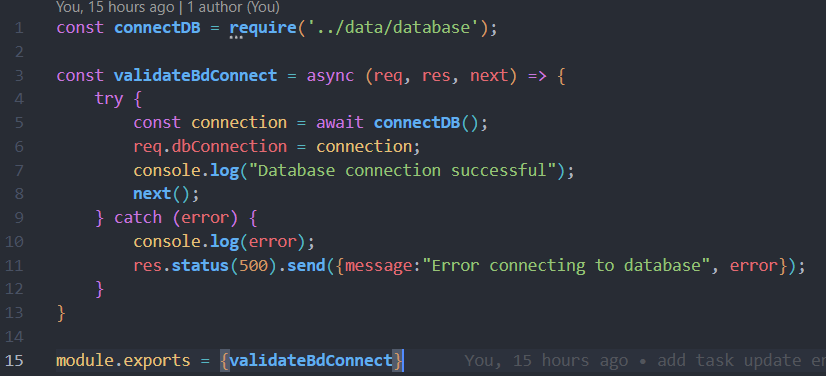 You, 15 hours ago | 1 author (You)
1 const connectDB = require('../data/database');
2
3 const validateBdConnect = async (req, res, next) => {
4 try {
5 const connection = await connectDB();
6 req.dbConnection = connection;
7 console.log("Database connection successful");
8 next();
9 } catch (error) {
10 console.log(error);
11 res.status(500).send({message:"Error connecting to database", error});
12 }
13 }
14
15 module.exports = {validateBdConnect} You, 15 hours ago • add task update